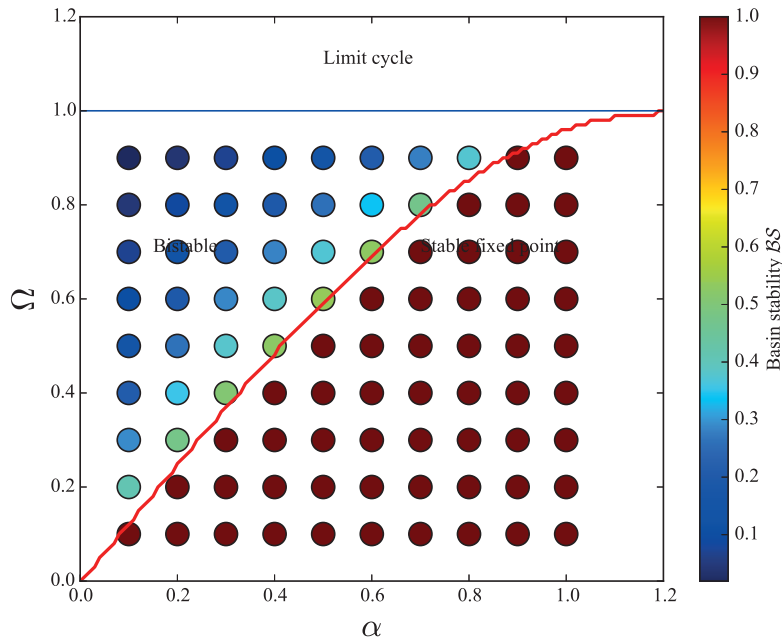 1.2
1.0
0.8
0.6
0.4
0.2
0.0
Ω
Limit cycle
Bistable
Stable fixed point
0.0 0.2 0.4 0.6 0.8 1.0 1.2
α
1.0
0.9
0.8
0.7
0.6
0.5
0.4
0.3
0.2
0.1
Basin stability BS